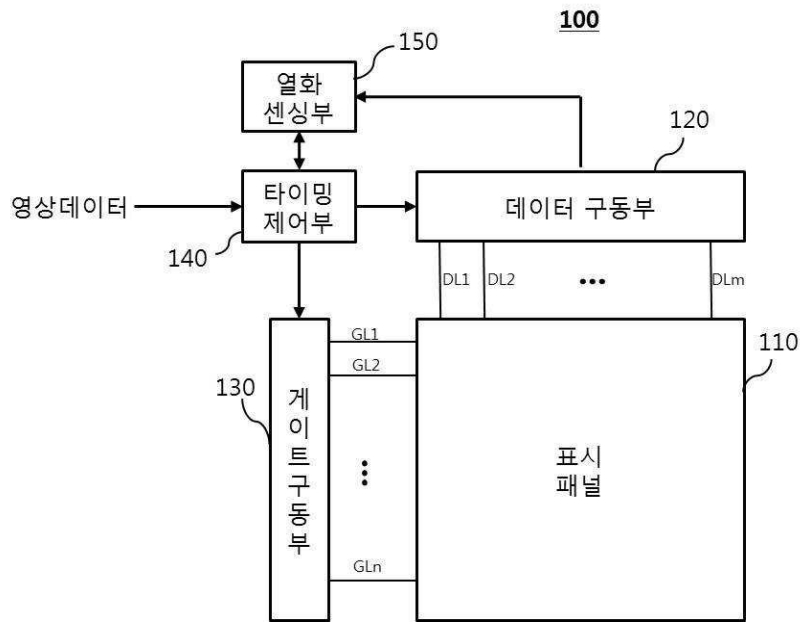 100
150
열화
센싱부
120
영상데이터
타이밍
제어부
데이터 구동부
140
DL1
DL2
•••
DLm
110
GL1
GL2
130
게
이
트
구
동
부
•••
표시
패널
GLn